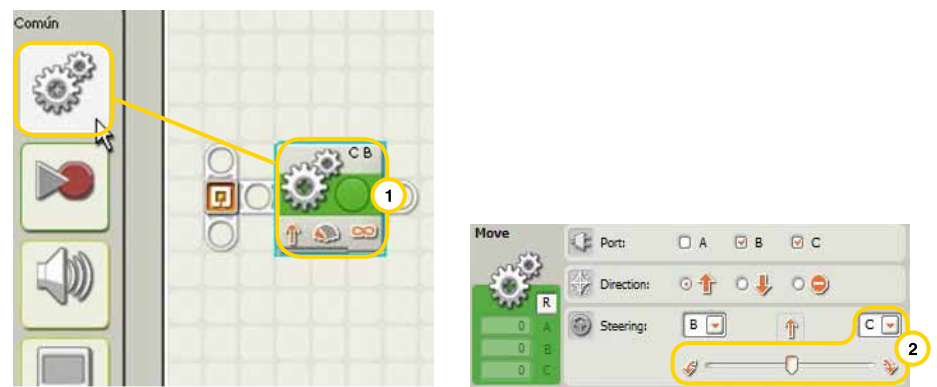 Común
C B
1
Move
Port:
A
B
C
Direction:
R
0 A
0 B
0 C
Steering:
B
C
2